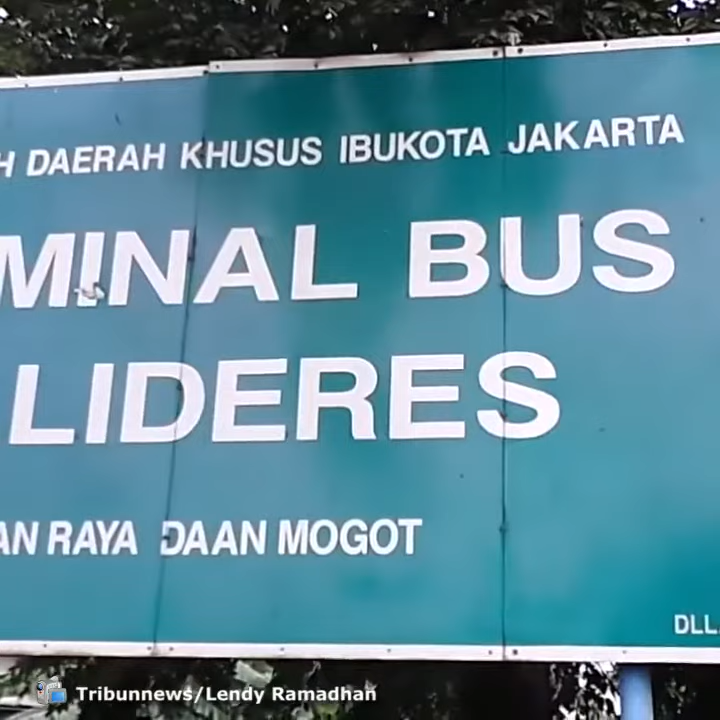 H DAERAH KHUSUS IBUKOTA JAKARTA
MINAL BUS
LIDERES
AN RAYA DAAN MOGOT
DLL
Tribunnews/Lendy Ramadhan